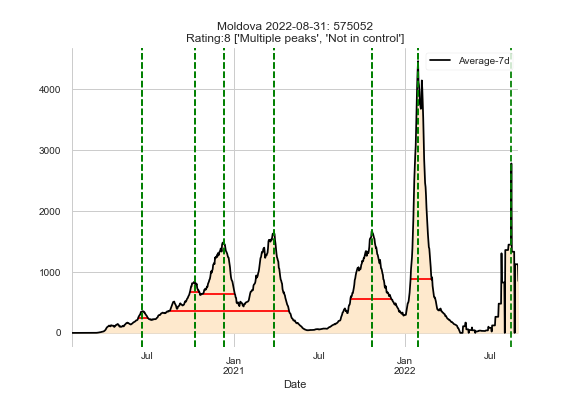 Moldova 2022-08-31: 575052
Rating:8 ['Multiple peaks', 'Not in control']
Average-7d
4000
3000
2000
1000
0
Jul
Jan
2021
Jul
Jan
2022
Jul
Date